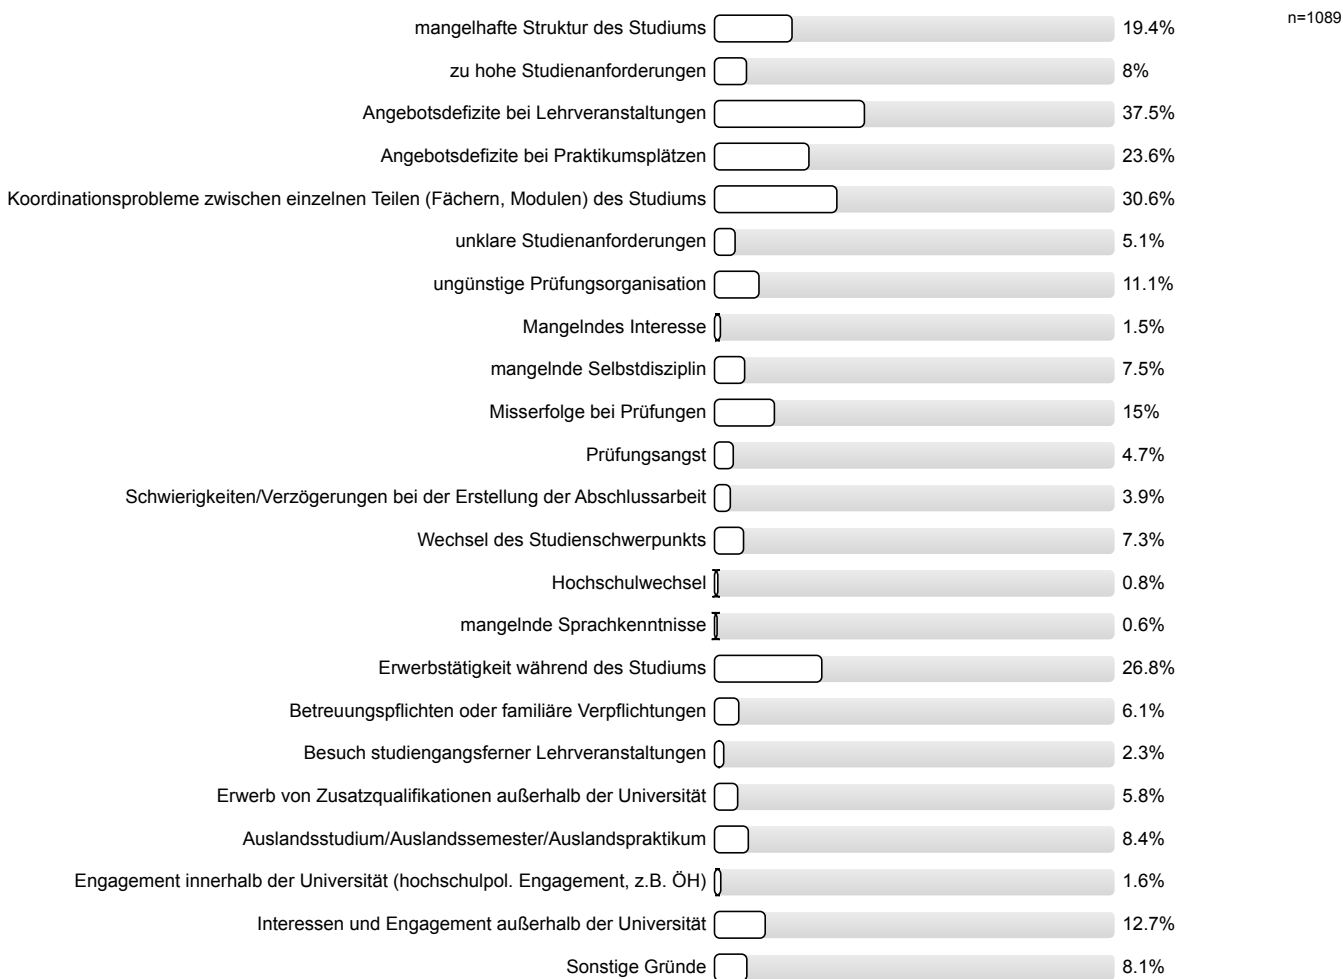 n=1089
mangelhafte Struktur des Studiums 19.4%
zu hohe Studienanforderungen 8%
Angebotsdefizite bei Lehrveranstaltungen 37.5%
Angebotsdefizite bei Praktikumsplätzen 23.6%
Koordinationsprobleme zwischen einzelnen Teilen (Fächern, Modulen) des Studiums 30.6%
unklare Studienanforderungen 5.1%
ungünstige Prüfungsorganisation 11.1%
Mangelndes Interesse 1.5%
mangelnde Selbstdisziplin 7.5%
Misserfolge bei Prüfungen 15%
Prüfungsangst 4.7%
Schwierigkeiten/Verzögerungen bei der Erstellung der Abschlussarbeit 3.9%
Wechsel des Studienschwerpunkts 7.3%
Hochschulwechsel 0.8%
mangelnde Sprachkenntnisse 0.6%
Erwerbstätigkeit während des Studiums 26.8%
Betreuungspflichten oder familiäre Verpflichtungen 6.1%
Besuch studiengangsferner Lehrveranstaltungen 2.3%
Erwerb von Zusatzqualifikationen außerhalb der Universität 5.8%
Auslandsstudium/Auslandssemester/Auslandspraktikum 8.4%
Engagement innerhalb der Universität (hochschulpol. Engagement, z.B. ÖH) 1.6%
Interessen und Engagement außerhalb der Universität 12.7%
Sonstige Gründe 8.1%